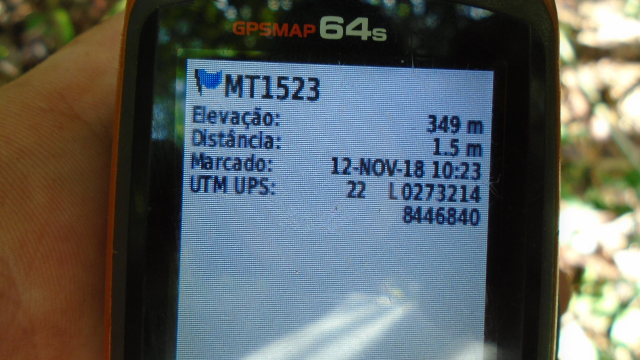 GPSMAP 64s
MT1523
Elevação: 349 m
Distância: 1.5 m
Marcado: 12-NOV-18 10:23
UTM UPS: 22 L 0273214
8446840